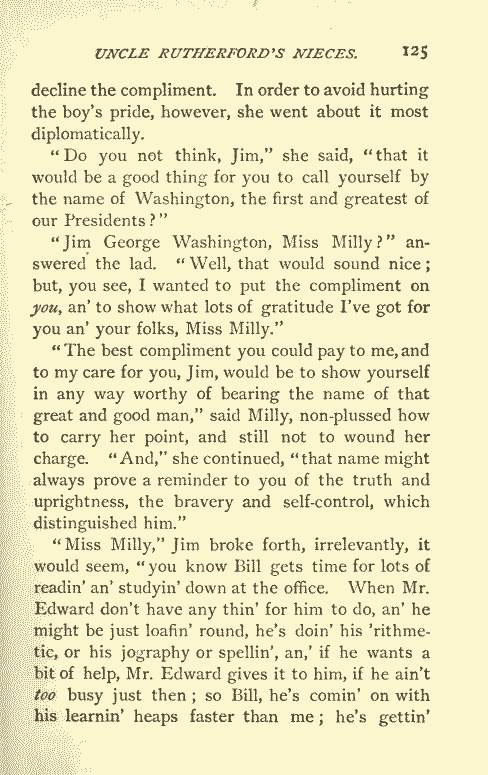 UNCLE RUTHERFORD'S NIECES. 125
decline the compliment. In order to avoid hurting
the boy's pride, however, she went about it most
diplomatically.
"Do you not think, Jim," she said, "that it
would be a good thing for you to call yourself by
the name of Washington, the first and greatest of
our Presidents?"
"Jim George Washington, Miss Milly?" an-
swered the lad. "Well, that would sound nice;
but, you see, I wanted to put the compliment on
you, an' to show what lots of gratitude I've got for
you an' your folks, Miss Milly."
"The best compliment you could pay to me, and
to my care for you, Jim, would be to show yourself
in any way worthy of bearing the name of that
great and good man," said Milly, non-plussed how
to carry her point, and still not to wound her
charge. "And," she continued, "that name might
always prove a reminder to you of the truth and
uprightness, the bravery and self-control, which
distinguished him."
"Miss Milly," Jim broke forth, irrelevantly, it
would seem, "you know Bill gets time for lots of
readin' an' studyin' down at the office. When Mr.
Edward don't have any thin' for him to do, an' he
might be just loafin' round, he's doin' his 'rithme-
tic, or his jography or spellin', an,' if he wants a
bit of help, Mr. Edward gives it to him, if he ain't
too busy just then; so Bill, he's comin' on with
his learnin' heaps faster than me; he's gettin'